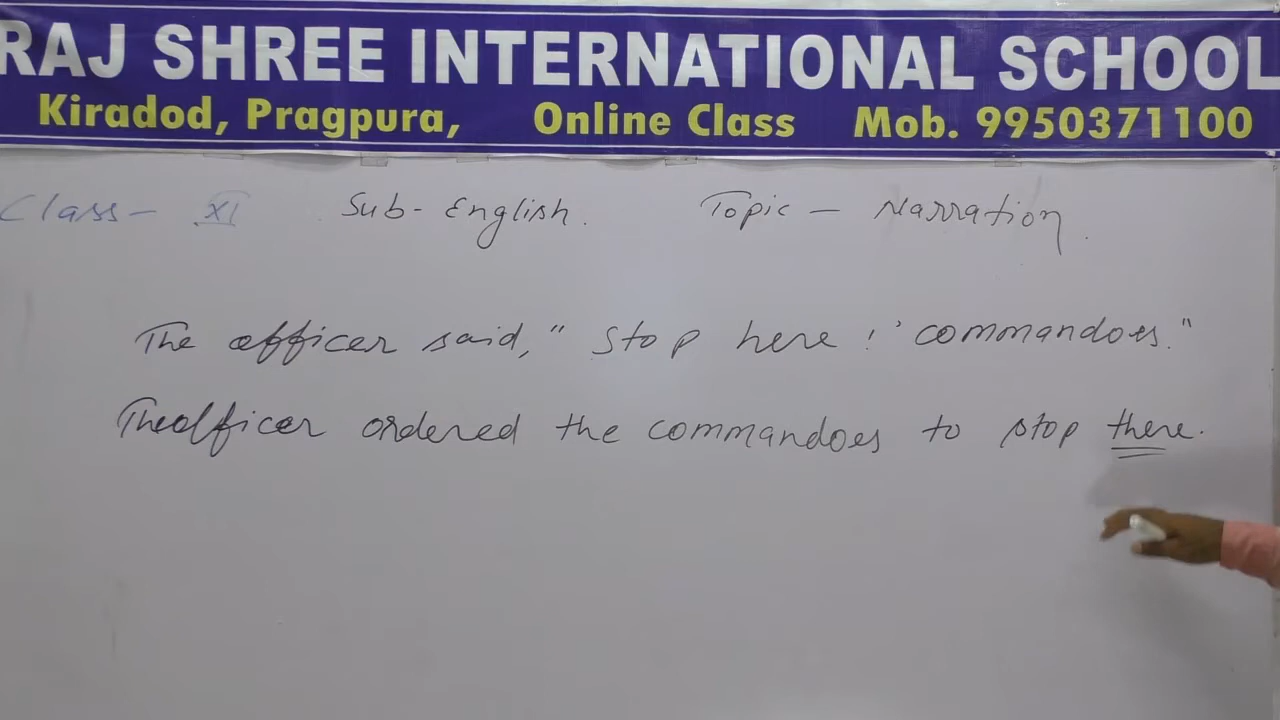 RAJ SHREE INTERNATIONAL SCHOOL
Kiradod, Pragpura, Online Class Mob. 9950371100
Class - XI Sub- English. Topic - Narration.
The officer said," Stop here !' commandoes."
The officer ordered the commandoes to stop there.